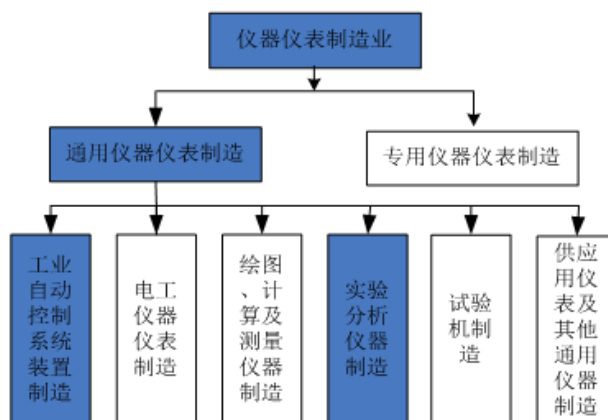 仪器仪表制造业
通用仪器仪表制造
专用仪器仪表制造
工业
自动
控制
系统
装置
制造
电工
仪器
仪表
制造
绘图
、计
算及
测量
仪器
制造
实验
分析
仪器
制造
试验
机制
造
供应
用仪
表及
其他
通用
仪器
制造